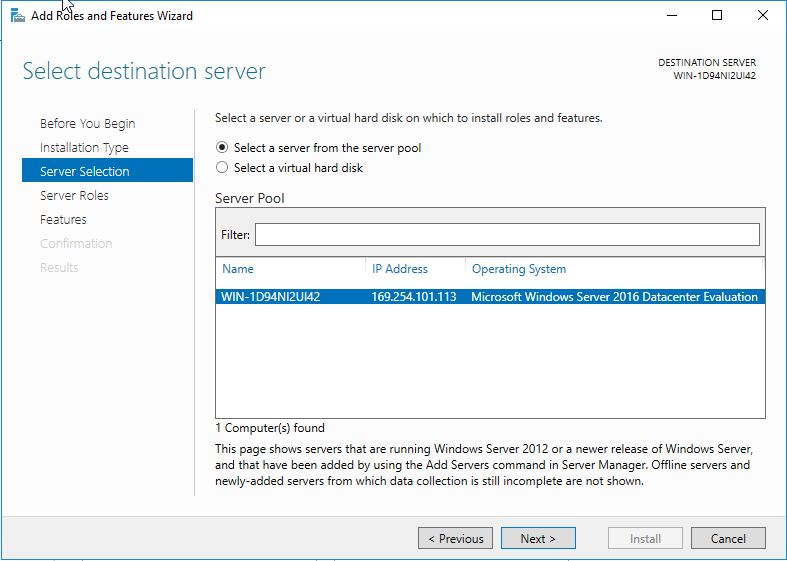 Add Roles and Features Wizard
Select destination server
DESTINATION SERVER
WIN-1D94NI2UI42
Before You Begin
Installation Type
Server Selection
Server Roles
Features
Confirmation
Results
Select a server or a virtual hard disk on which to install roles and features.
Select a server from the server pool
Select a virtual hard disk
Server Pool
Filter:
Name IP Address Operating System
WIN-1D94NI2UI42 169.254.101.113 Microsoft Windows Server 2016 Datacenter Evaluation
1 Computer(s) found
This page shows servers that are running Windows Server 2012 or a newer release of Windows Server,
and that have been added by using the Add Servers command in Server Manager. Offline servers and
newly-added servers from which data collection is still incomplete are not shown.
< Previous Next > Install Cancel